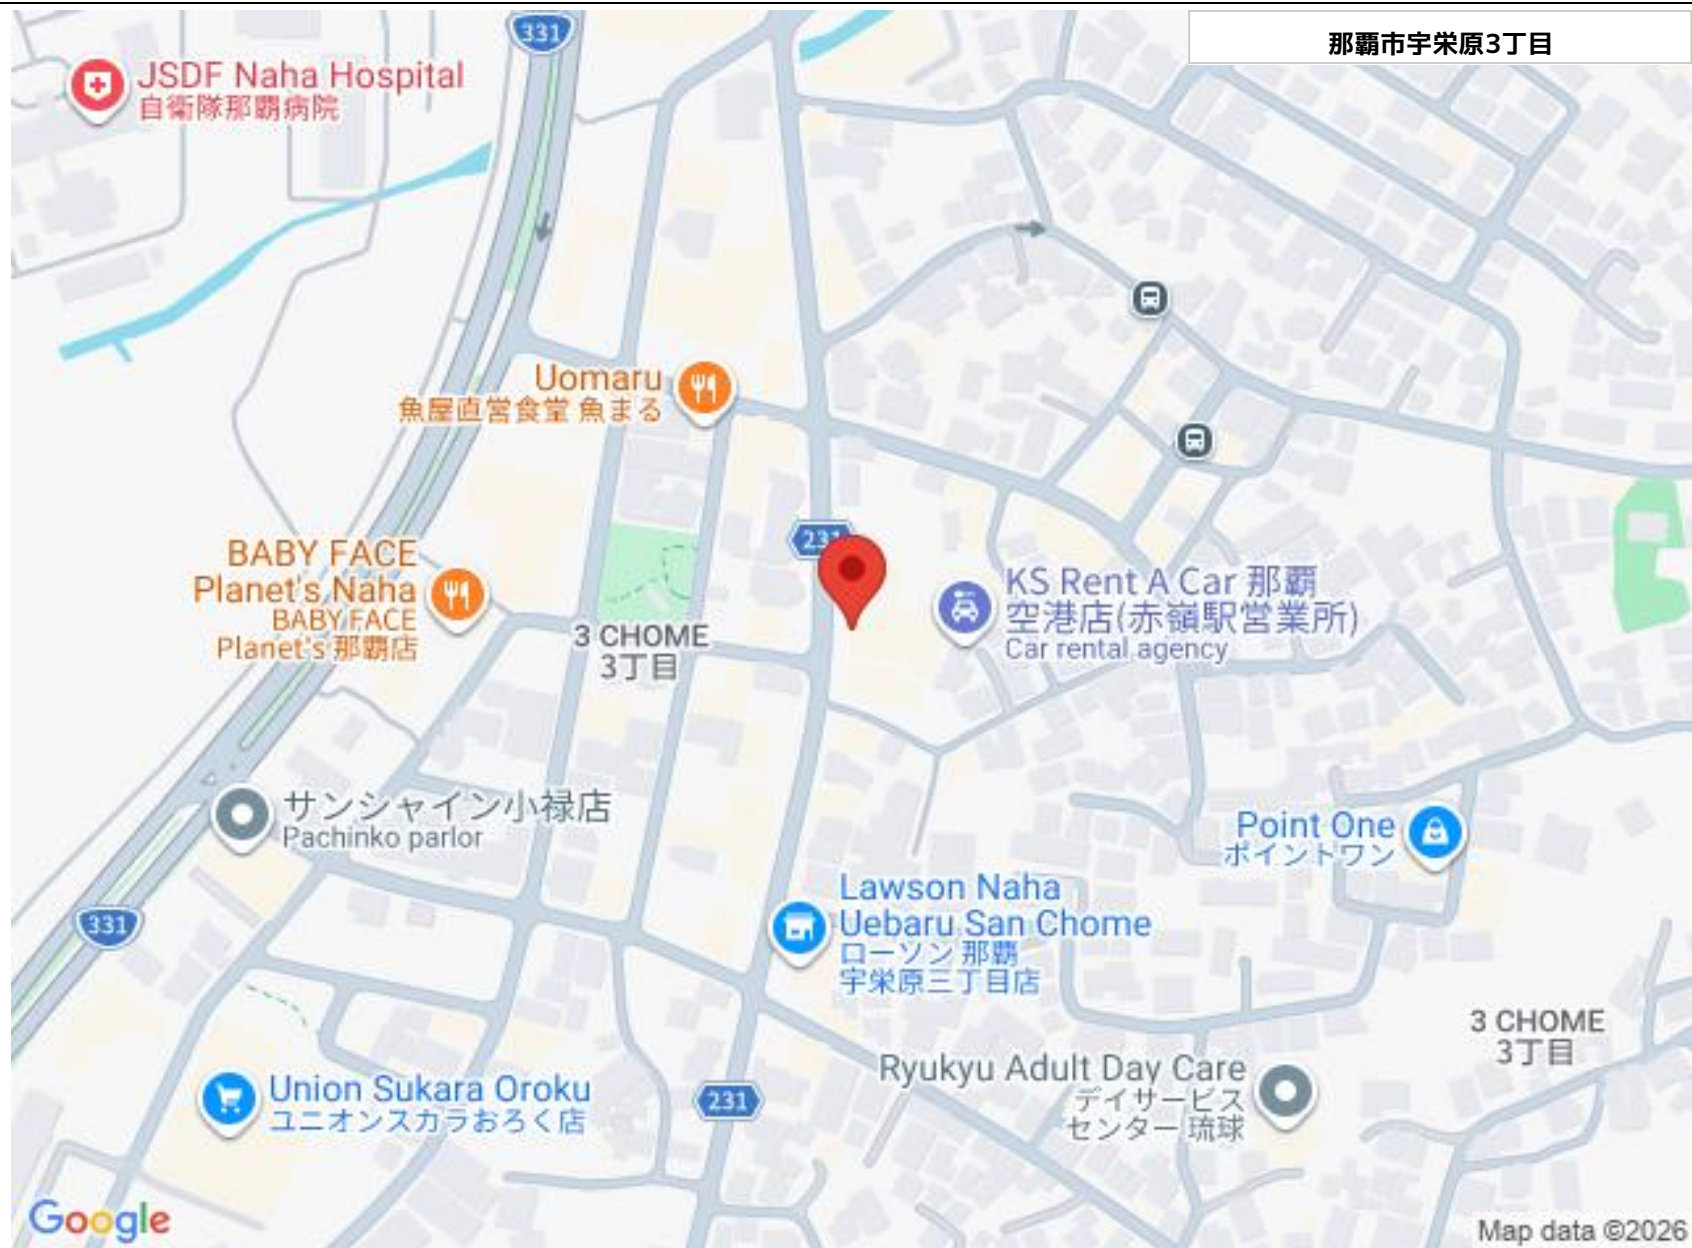 331
那覇市宇栄原3丁目
JSDF Naha Hospital
自衛隊那覇病院
Uomaru
魚屋直営食堂 魚まる
231
BABY FACE
Planet's Naha
BABY FACE
Planet's 那覇店
KS Rent A Car 那覇
空港店(赤嶺駅営業所)
Car rental agency
3 CHOME
3丁目
サンシャイン小禄店
Pachinko parlor
Point One
ポイントワン
Lawson Naha
Uebaru San Chome
ローソン 那覇
宇栄原三丁目店
331
3 CHOME
3丁目
Ryukyu Adult Day Care
デイサービス
センター 琉球
Union Sukara Oroku
ユニオンスカラおろく店
231
Google
Map data ©2026